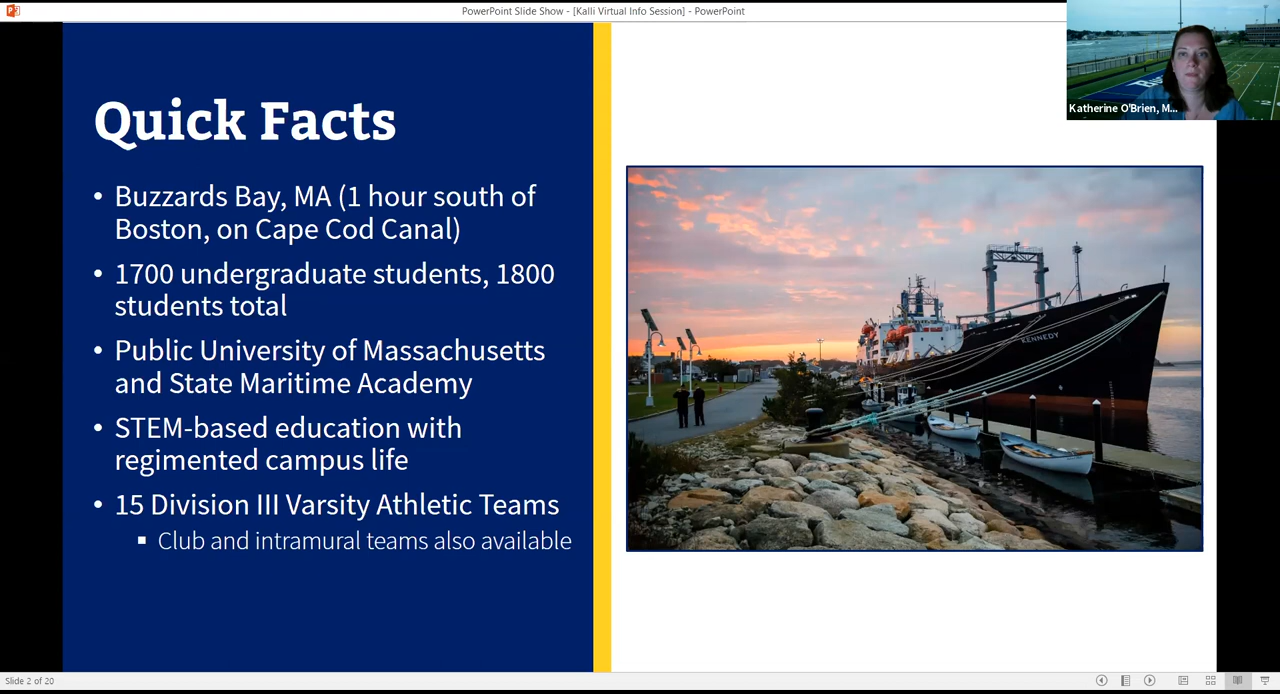 PowerPoint Slide Show - [Kalli Virtual Info Session] - PowerPoint
Katherine O'Brien, M...
Quick Facts
• Buzzards Bay, MA (1 hour south of
Boston, on Cape Cod Canal)
• 1700 undergraduate students, 1800
students total
• Public University of Massachusetts
and State Maritime Academy
• STEM-based education with
regimented campus life
• 15 Division III Varsity Athletic Teams
▪ Club and intramural teams also available
KENNEDY
Slide 2 of 20